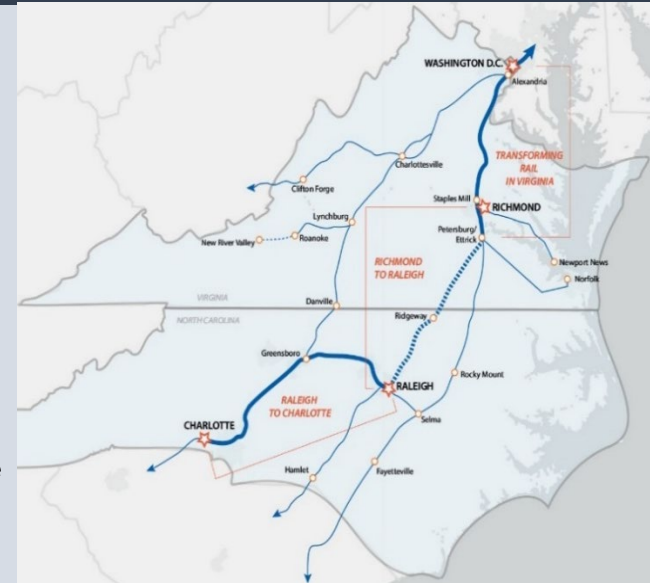 WASHINGTON D.C.
Alexandria
TRANSFORMING
RAIL
IN VIRGINIA
Charlottesville
Clifton Forge
Staples Mill
RICHMOND
Lynchburg
Petersburg/
Ettrick
New River Valley
Roanoke
RICHMOND
TO RALEIGH
Newport News
Norfolk
VIRGINIA
Danville
NORTH CAROLINA
Ridgeway
Greensboro
Rocky Mount
RALEIGH
RALEIGH
TO CHARLOTTE
Selma
CHARLOTTE
Hamlet
Fayetteville